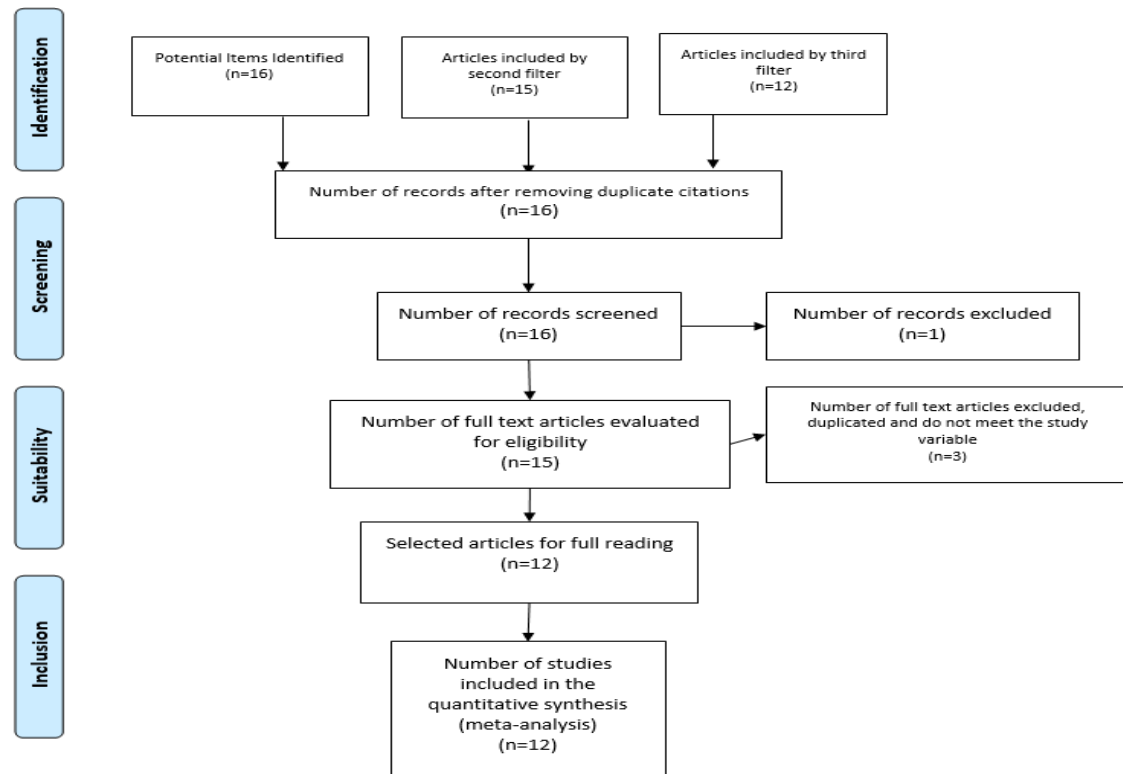 Identification
Potential Items Identified
(n=16)
Articles included by
second filter
(n=15)
Articles included by third
filter
(n=12)
Number of records after removing duplicate citations
(n=16)
Screening
Number of records screened
(n=16)
Number of records excluded
(n=1)
Suitability
Number of full text articles evaluated
for eligibility
(n=15)
Number of full text articles excluded,
duplicated and do not meet the study
variable
(n=3)
Selected articles for full reading
(n=12)
Inclusion
Number of studies
included in the
quantitative synthesis
(meta-analysis)
(n=12)